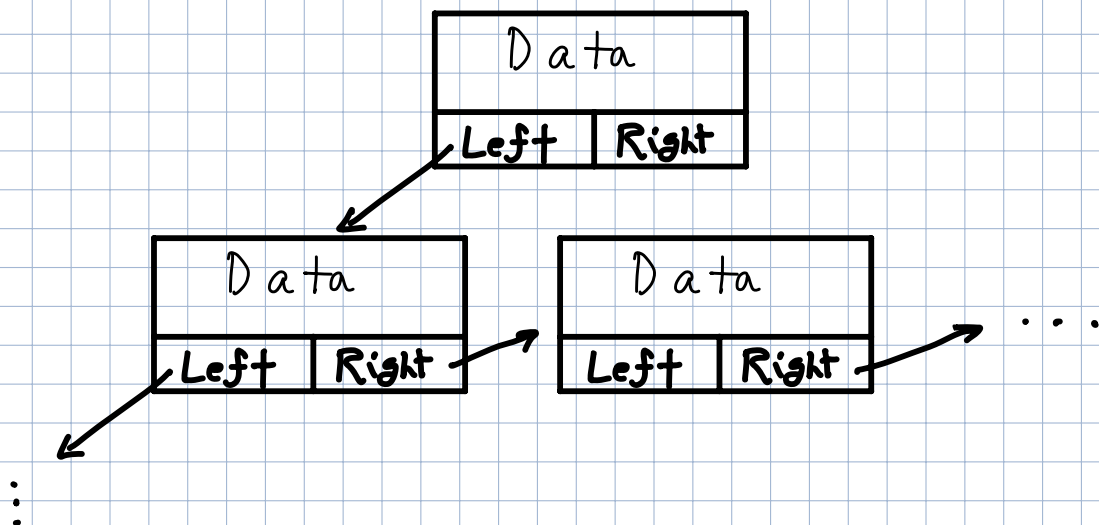 Data
Left Right
Data Data
Left Right Left Right
. . .
⋮